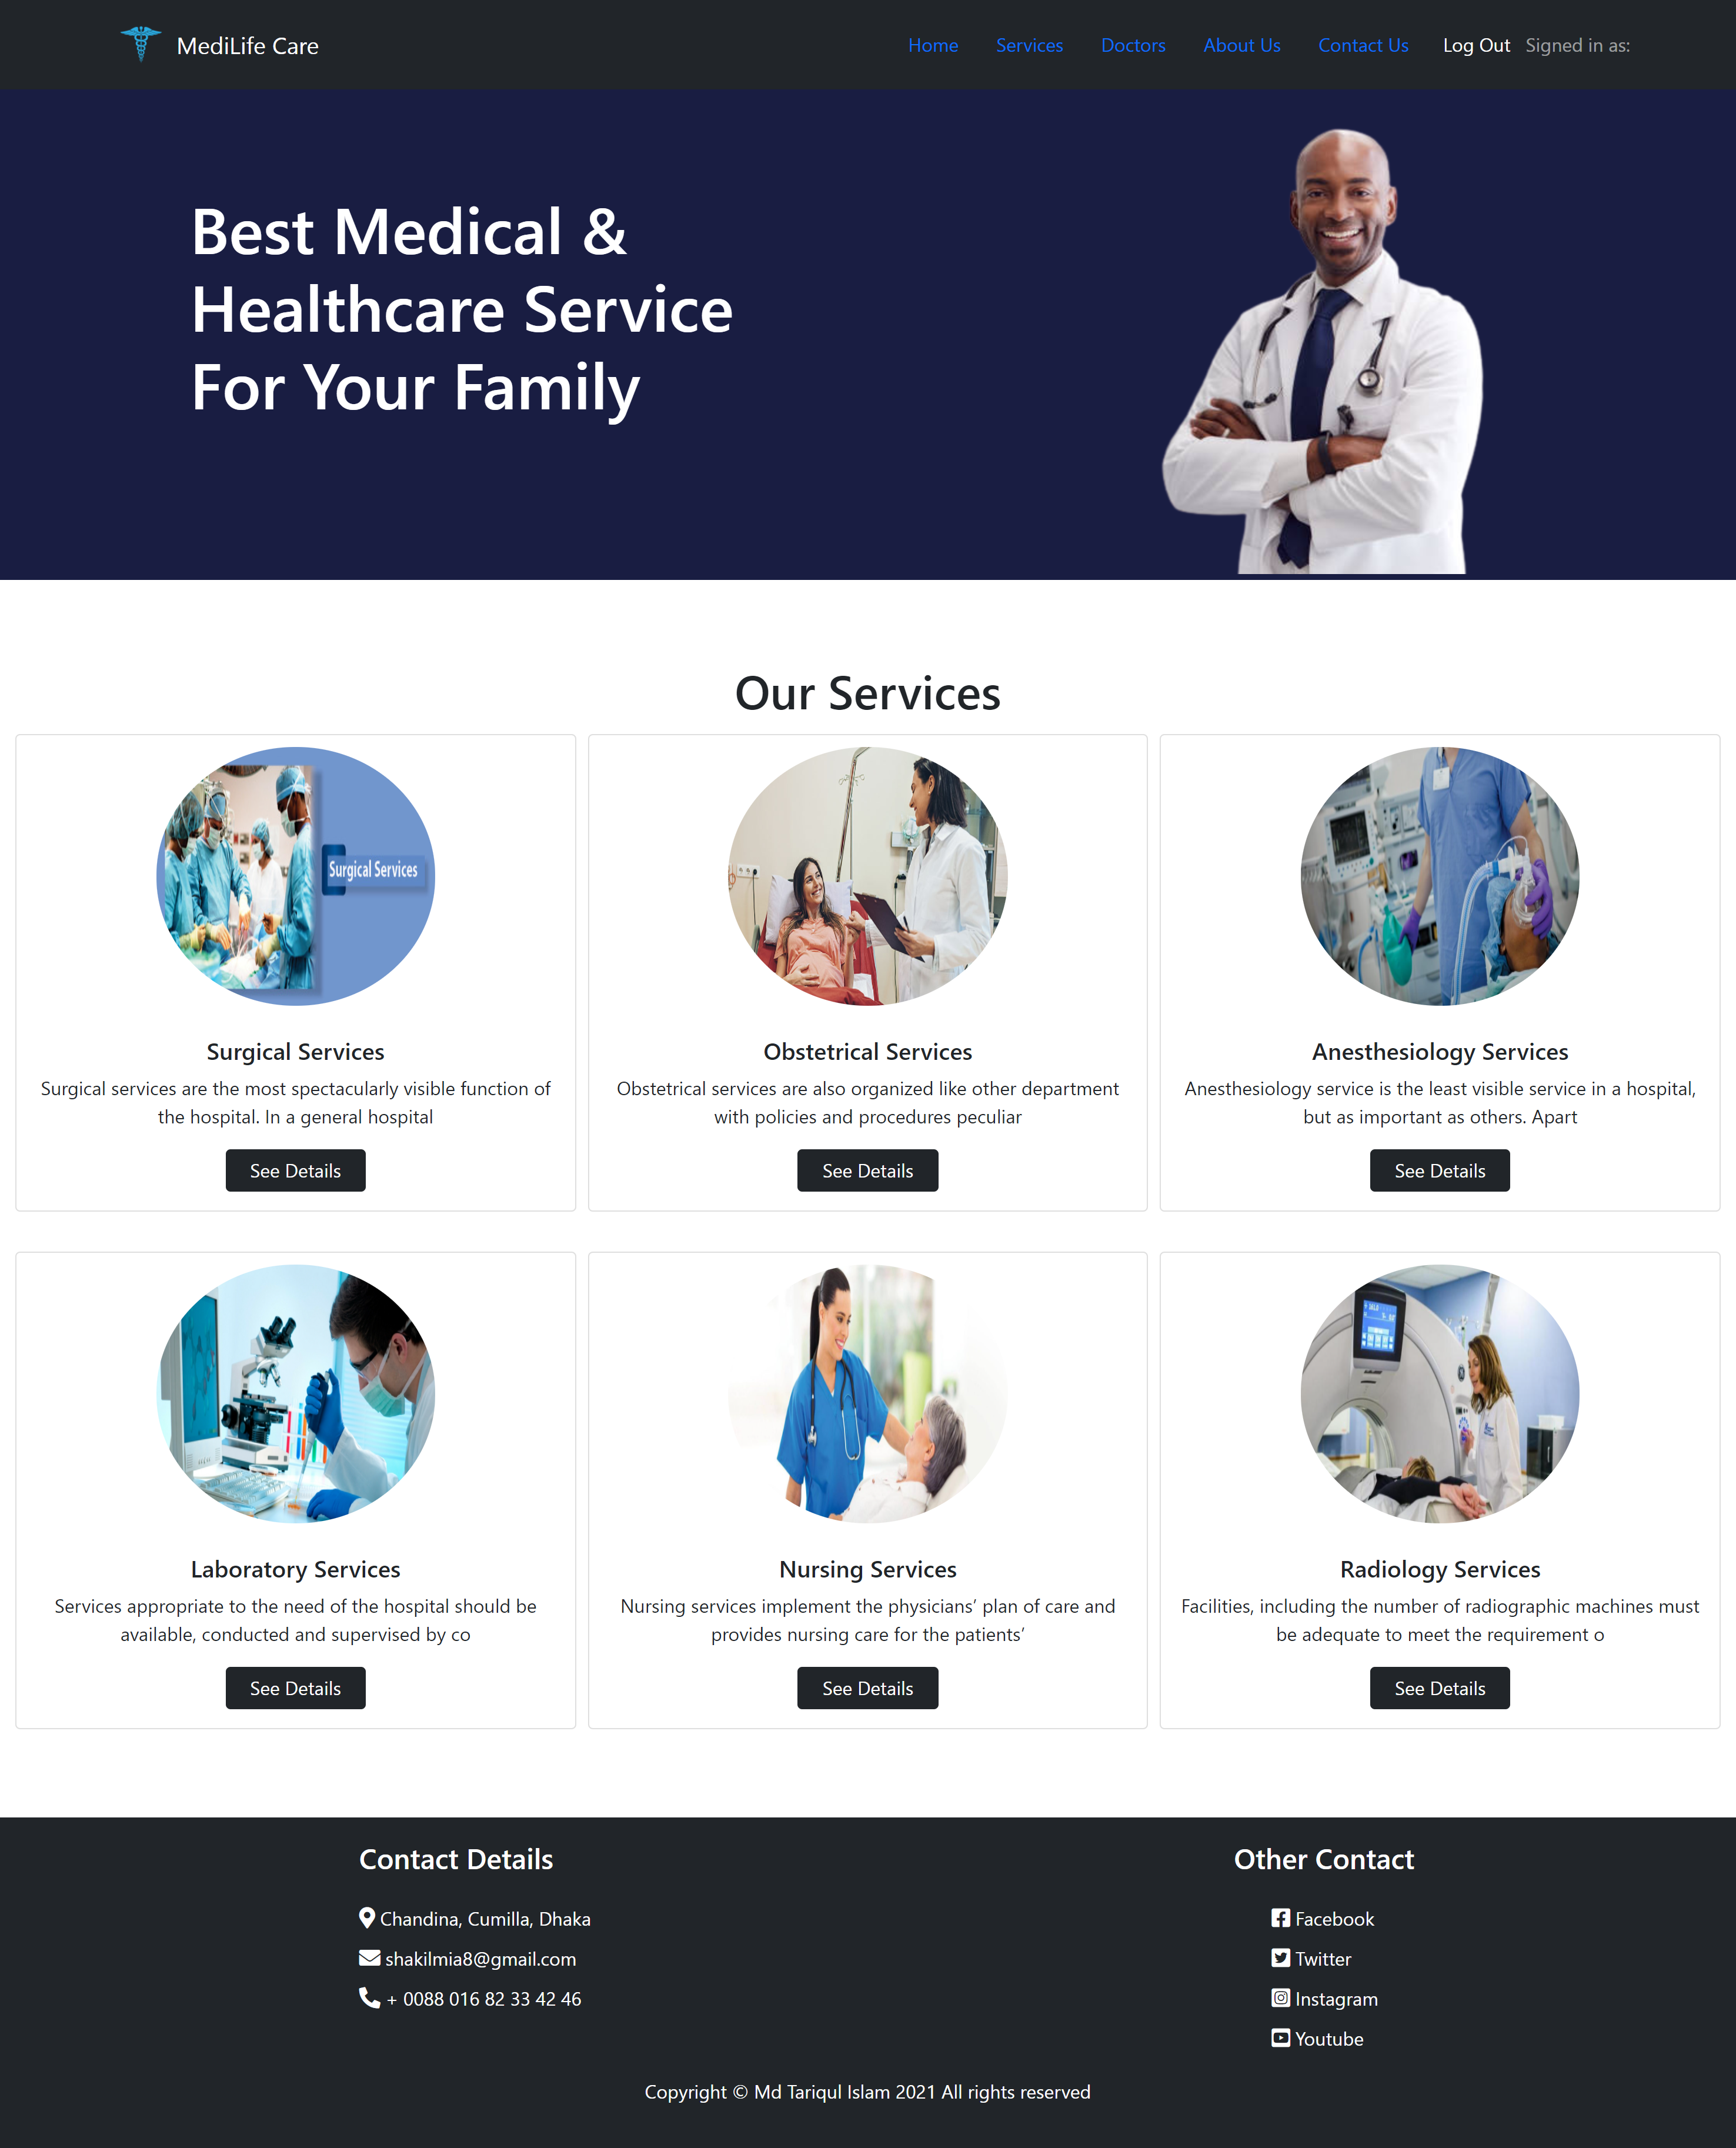 MediLife Care
Home Services Doctors About Us Contact Us Log Out Signed in as:
Best Medical &
Healthcare Service
For Your Family
Our Services
Surgical Services
Surgical Services
Surgical services are the most spectacularly visible function of
the hospital. In a general hospital
See Details
Obstetrical Services
Obstetrical services are also organized like other department
with policies and procedures peculiar
See Details
Anesthesiology Services
Anesthesiology service is the least visible service in a hospital,
but as important as others. Apart
See Details
Laboratory Services
Services appropriate to the need of the hospital should be
available, conducted and supervised by co
See Details
Nursing Services
Nursing services implement the physicians’ plan of care and
provides nursing care for the patients’
See Details
Radiology Services
Facilities, including the number of radiographic machines must
be adequate to meet the requirement o
See Details
Contact Details
Chandina, Cumilla, Dhaka
shakilmia8@gmail.com
+ 0088 016 82 33 42 46
Other Contact
Facebook
Twitter
Instagram
Youtube
Copyright © Md Tariqul Islam 2021 All rights reserved